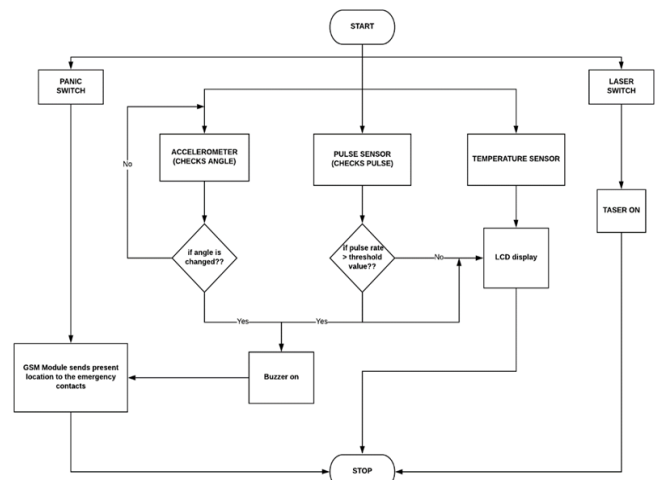 START
PANIC
SWITCH
LASER
SWITCH
ACCELEROMETER
(CHECKS ANGLE)
PULSE SENSOR
(CHECKS PULSE)
TEMPERATURE SENSOR
No
TASER ON
if angle is
changed??
if pulse rate
> threshold
value??
No
LCD display
Yes
Yes
GSM Module sends present
location to the emergency
contacts
Buzzer on
STOP